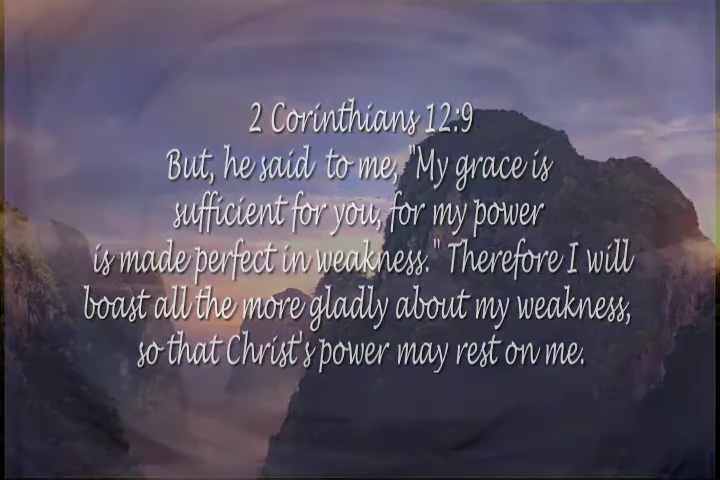 2 Corinthians 12:9
But, he said to me, "My grace is
sufficient for you, for my power
is made perfect in weakness." Therefore I will
boast all the more gladly about my weakness,
so that Christ's power may rest on me.